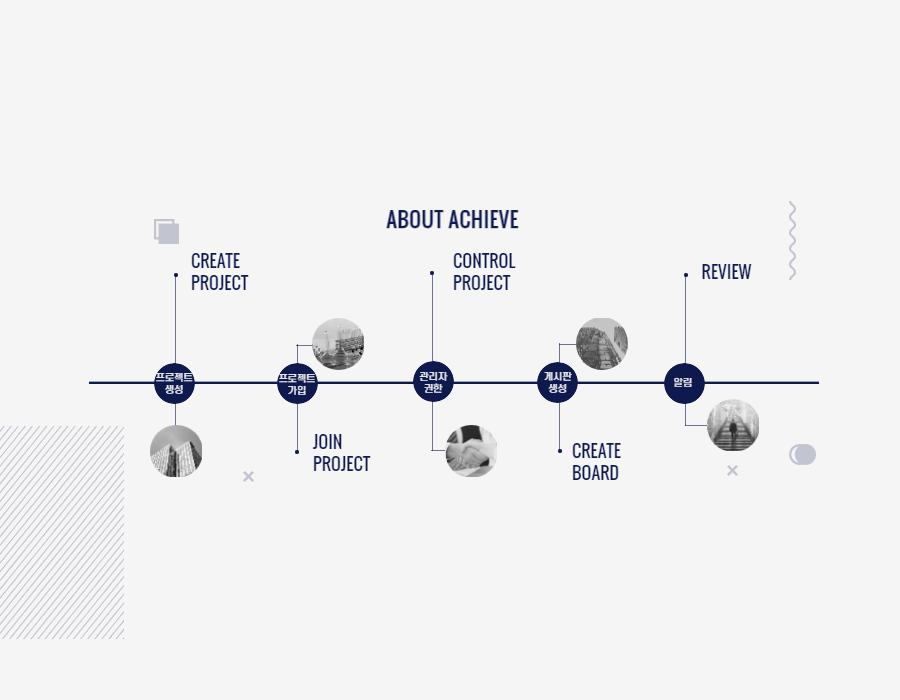 ABOUT ACHIEVE
CREATE
PROJECT
CONTROL
PROJECT
REVIEW
프로젝트
생성
프로젝트
가입
관리자
권한
게시판
생성
알림
JOIN
PROJECT
CREATE
BOARD